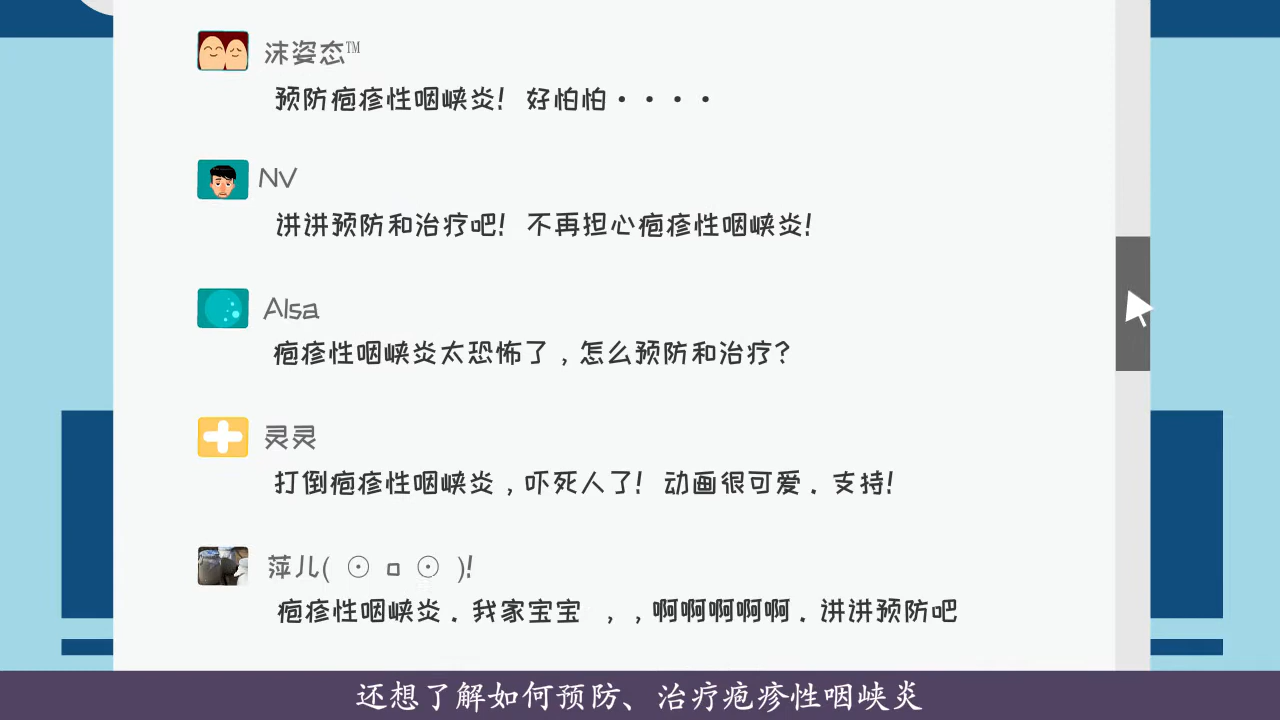 沫姿态™
预防疱疹性咽峡炎！好怕怕····
NV
讲讲预防和治疗吧！不再担心疱疹性咽峡炎！
Alsa
疱疹性咽峡炎太恐怖了，怎么预防和治疗？
灵灵
打倒疱疹性咽峡炎，吓死人了！动画很可爱。支持！
萍儿( ⊙ o ⊙ )!
疱疹性咽峡炎。我家宝宝 ，，啊啊啊啊啊。讲讲预防吧
还想了解如何预防、治疗疱疹性咽峡炎